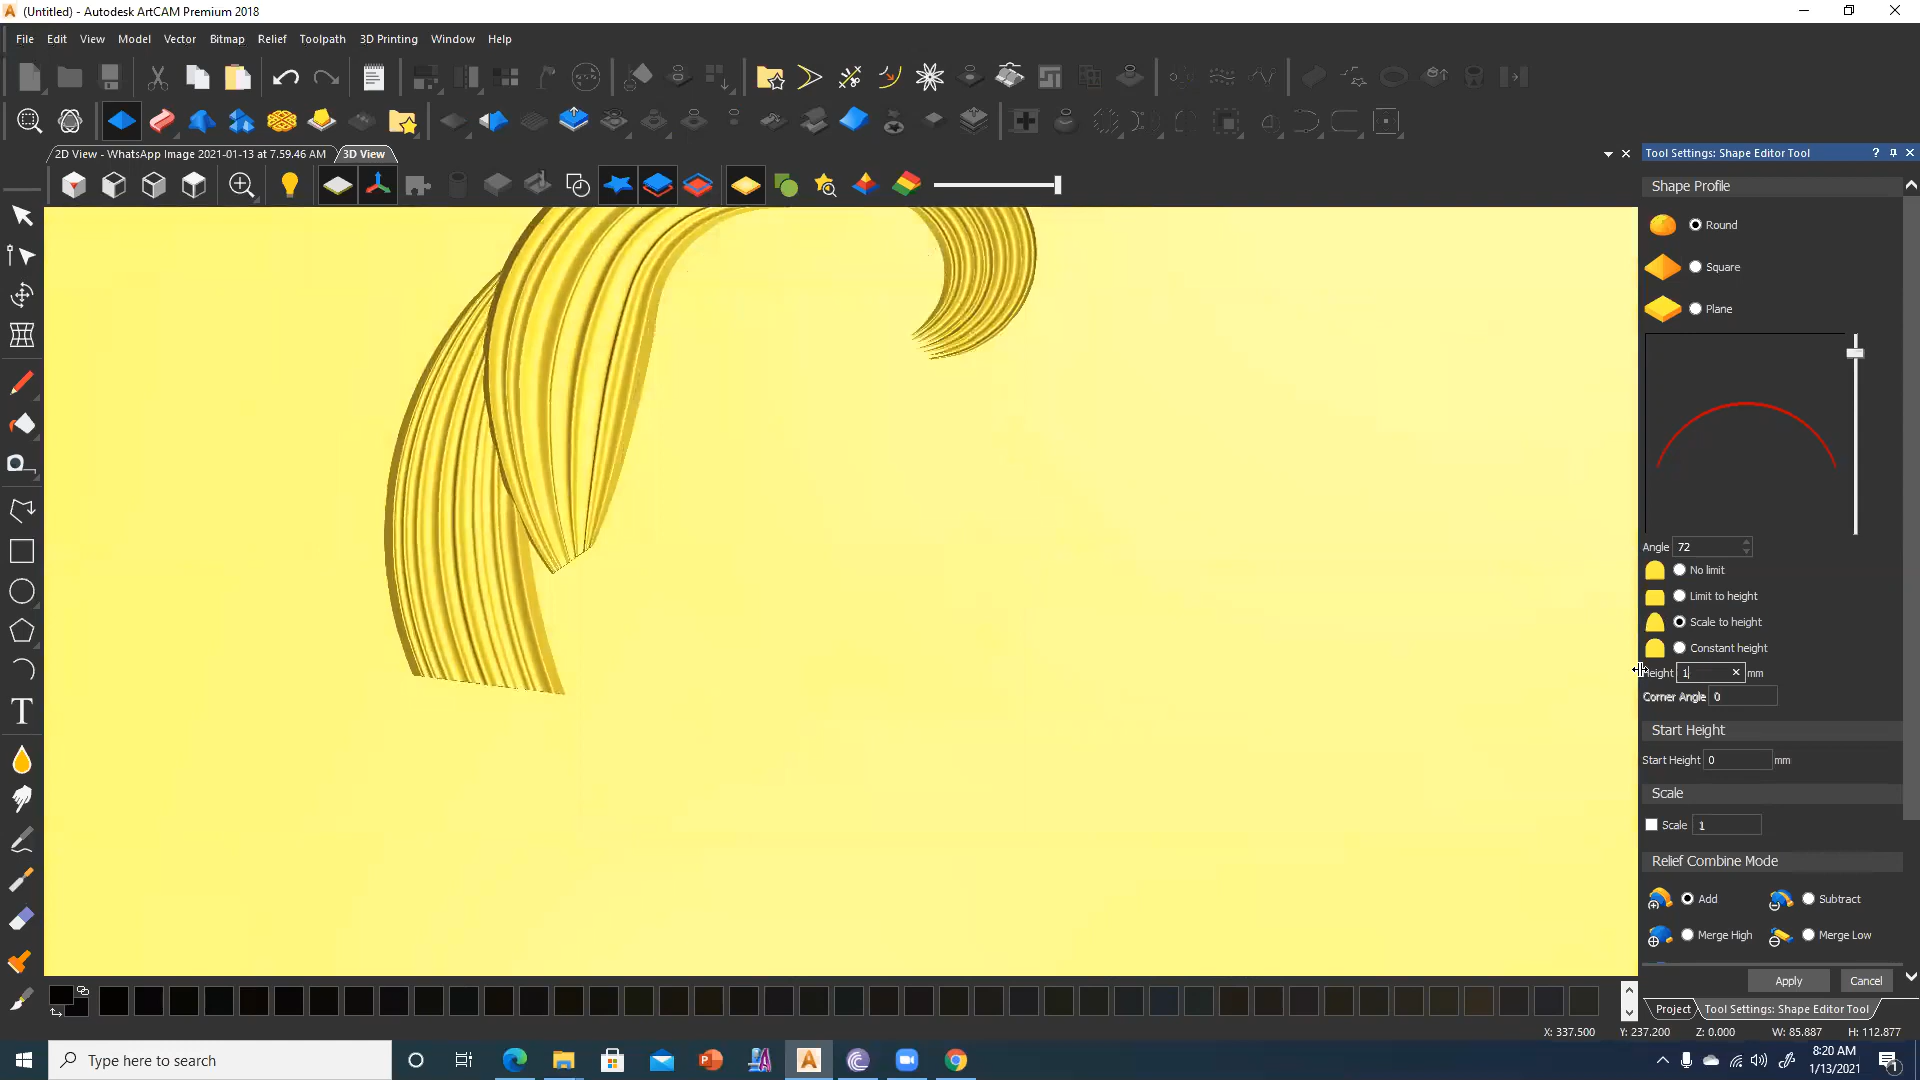 (Untitled) - Autodesk ArtCAM Premium 2018
File Edit View Model Vector Bitmap Relief Toolpath 3D Printing Window Help
2D View - WhatsApp Image 2021-01-13 at 7.59.46 AM 3D View
Tool Settings: Shape Editor Tool
Shape Profile
Round
Square
Plane
Angle 72
No limit
Limit to height
Scale to height
Constant height
Height 1 mm
Corner Angle 0
Start Height
Start Height 0 mm
Scale
Scale 1
Relief Combine Mode
Add Subtract
Merge High Merge Low
Apply Cancel
Project Tool Settings: Shape Editor Tool
X: 337.500 Y: 237.200 Z: 0.000 W: 85.887 H: 112.877
Type here to search
8:20 AM
1/13/2021
1